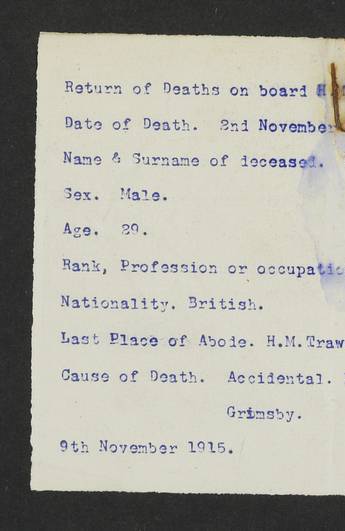 Return of Deaths on board H.
Date of Death. 2nd November
Name & Surname of deceased.
Sex. Male.
Age. 29.
Rank, Profession or occupatio
Nationality. British.
Last Place of Abode. H.M.Traw
Cause of Death. Accidental.
Grimsby.
9th November 1915.